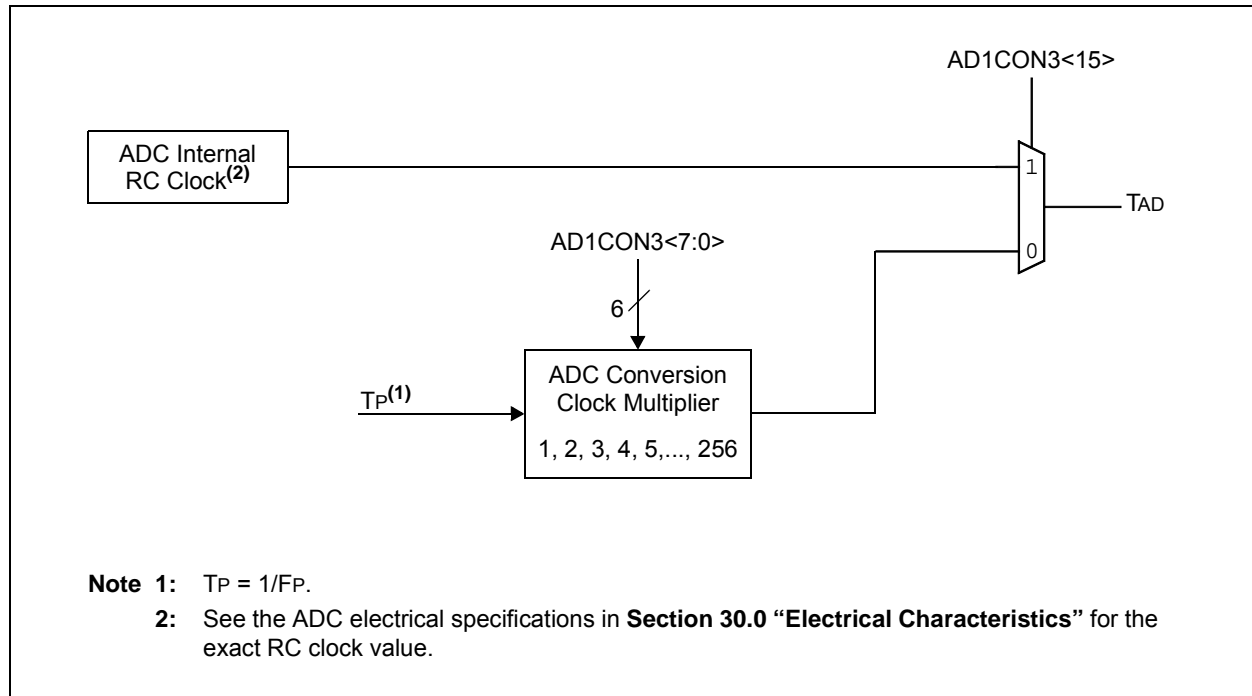 AD1CON3<15>
ADC Internal
RC Clock(2)
1
TAD
AD1CON3<7:0>
0
6
ADC Conversion
Clock Multiplier
TP(1)
1, 2, 3, 4, 5,..., 256
Note 1: TP = 1/FP.
2: See the ADC electrical specifications in Section 30.0 “Electrical Characteristics” for the
exact RC clock value.